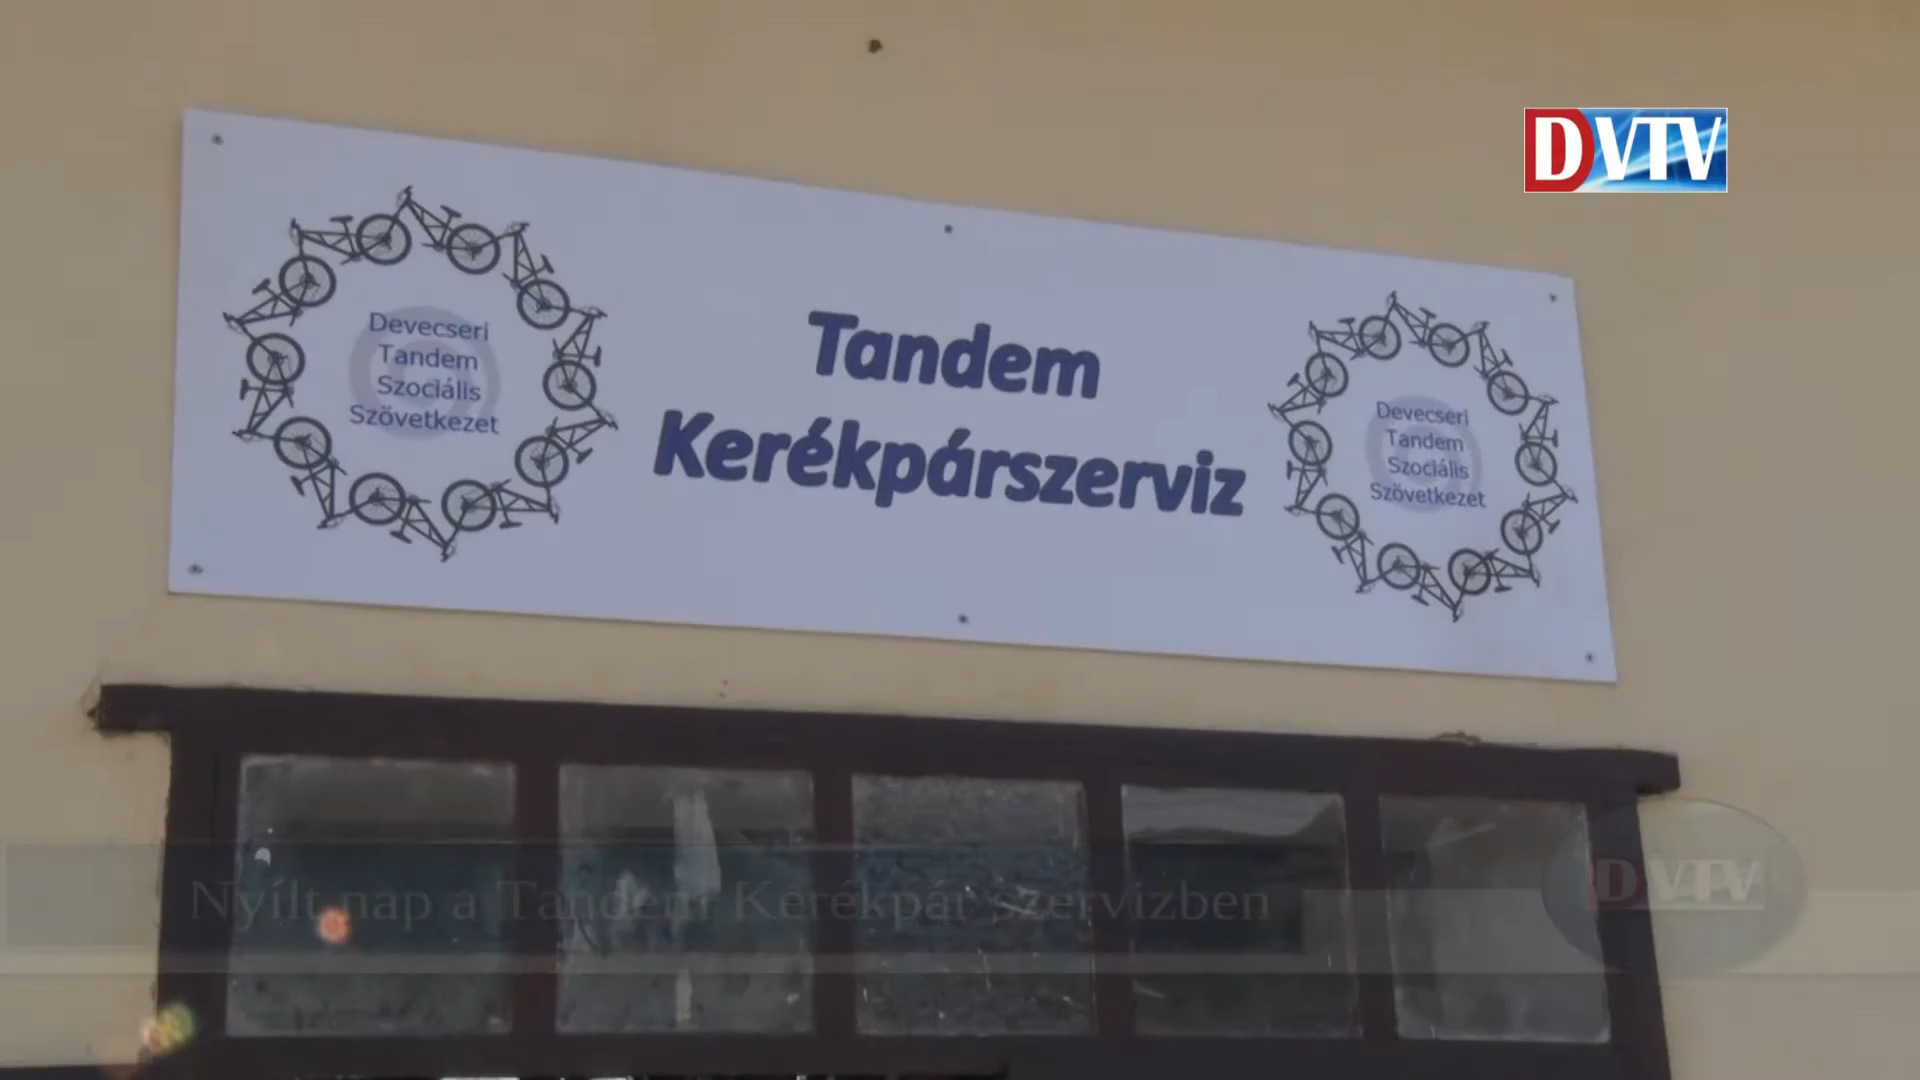 DVTV
Devecseri
Tandem
Szociális
Szövetkezet
Tandem
Kerékpárszerviz
Devecseri
Tandem
Szociális
Szövetkezet
Nyílt nap a Tandem Kerékpár szervizben
DVTV